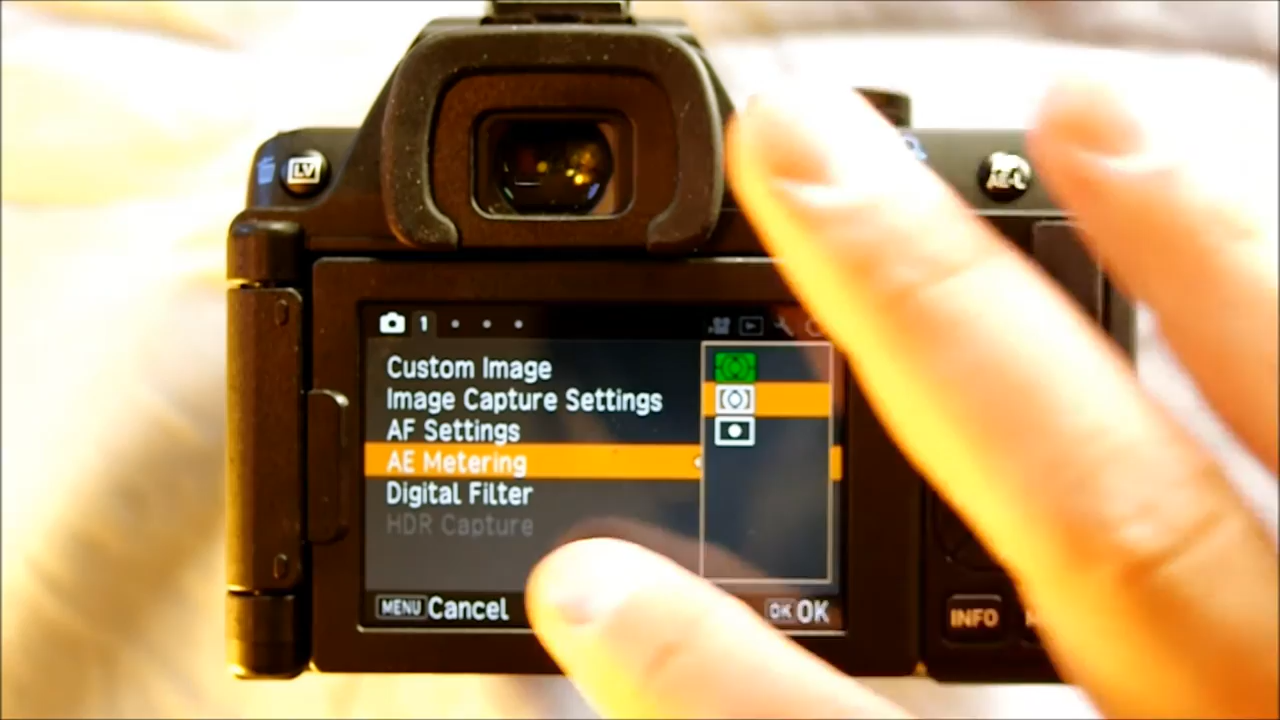 LV
AE-L
1
Custom Image
Image Capture Settings
AF Settings
AE Metering
Digital Filter
HDR Capture
MENU Cancel
OK OK
INFO